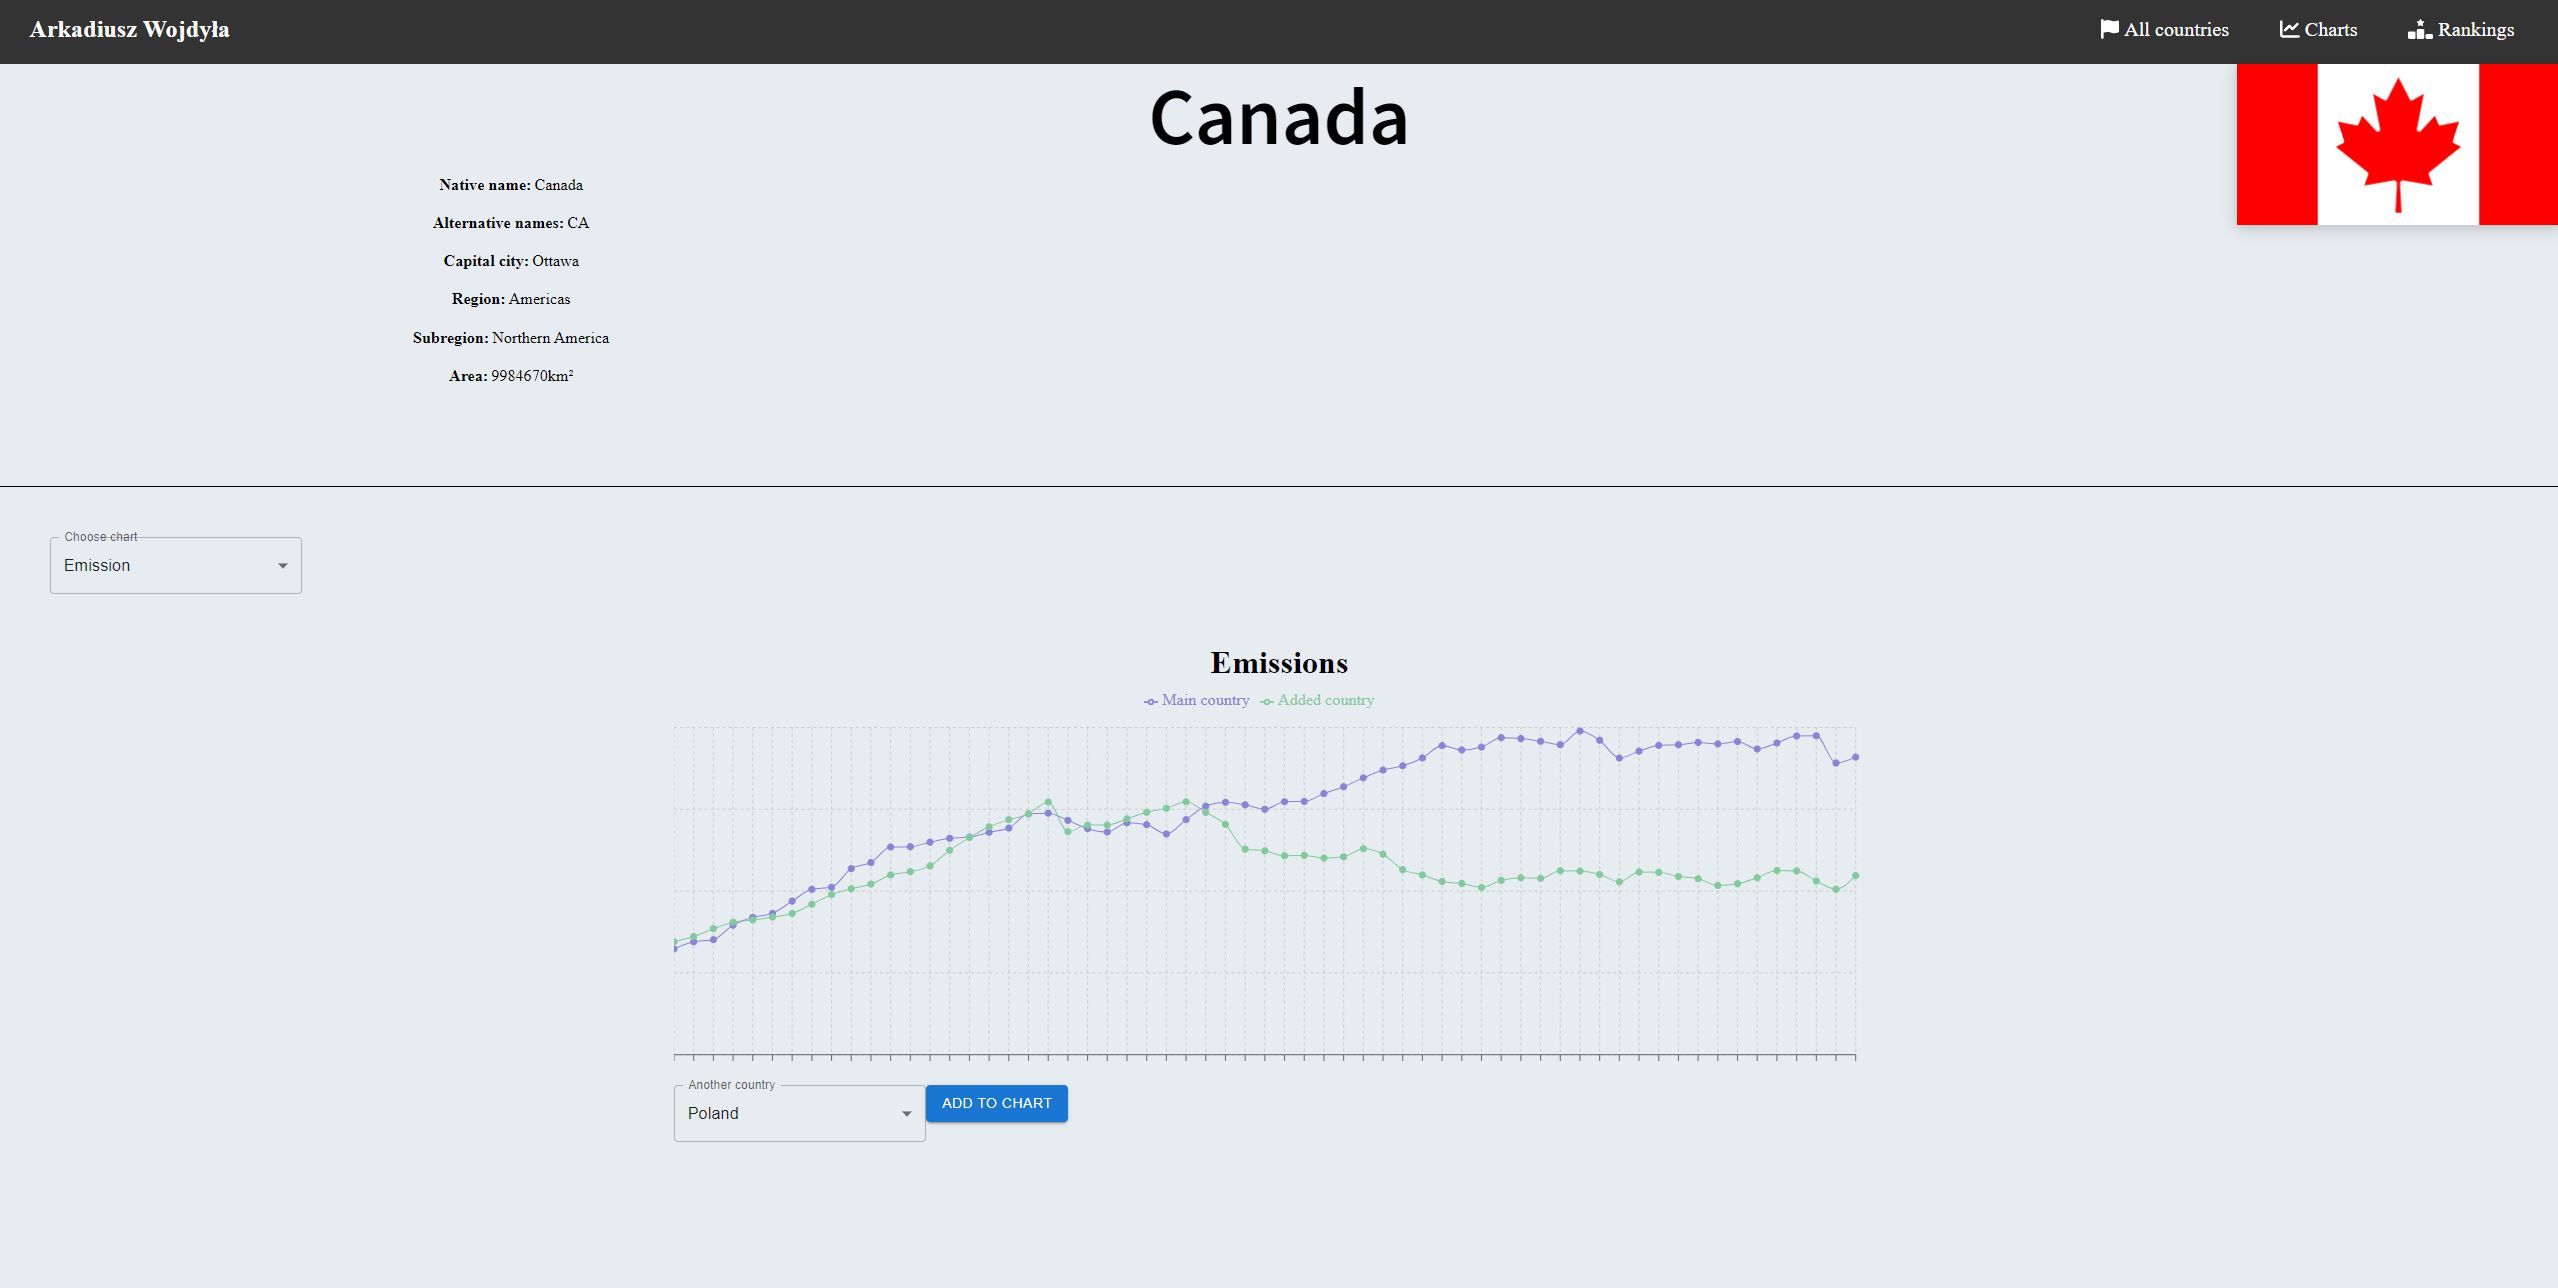 Arkadiusz Wojdyła
All countries
Charts
Rankings
Canada
Native name: Canada
Alternative names: CA
Capital city: Ottawa
Region: Americas
Subregion: Northern America
Area: 9984670km²
Choose chart
Emission
Emissions
Main country
Added country
Another country
Poland
ADD TO CHART